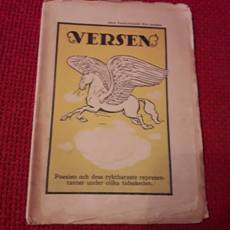 VERSEN
Poesien och dess ryktbaraste represen-
tanter under olika tidsskeden.